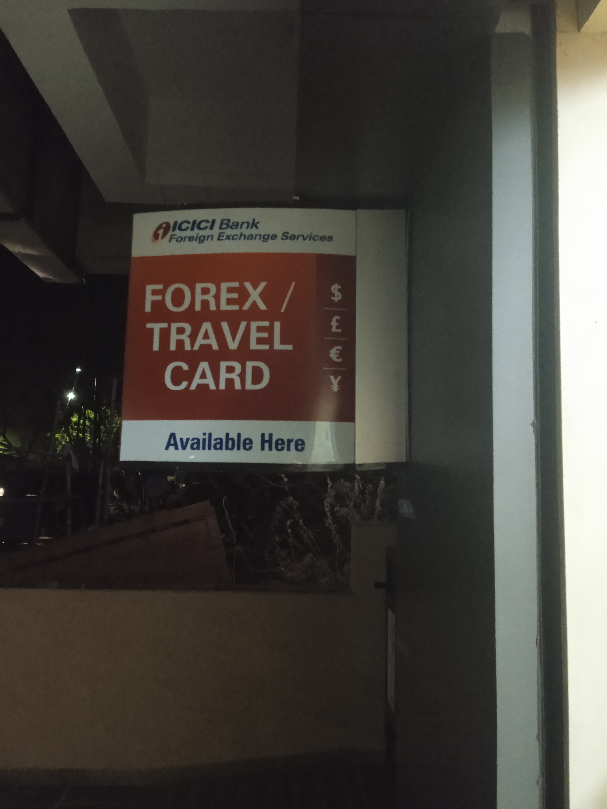 ICICI Bank
Foreign Exchange Services
FOREX /
TRAVEL
CARD
$
£
€
¥
Available Here